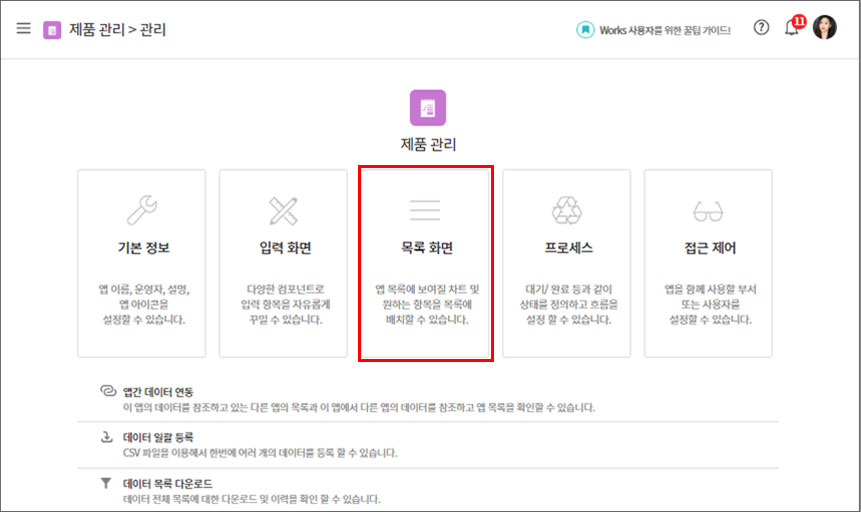 제품 관리 > 관리
Works 사용자를 위한 꿀팁 가이드!
11
제품 관리
기본 정보
앱 이름, 운영자, 설명,
앱 아이콘을
설정할 수 있습니다.
입력 화면
다양한 컴포넌트로
입력 항목을 자유롭게
꾸밀 수 있습니다.
목록 화면
앱 목록에 보여질 차트 및
원하는 항목을 목록에
배치할 수 있습니다.
프로세스
대기/ 완료 등과 같이
상태를 정의하고 흐름을
설정 할 수 있습니다.
접근 제어
앱을 함께 사용할 부서
또는 사용자를
설정할 수 있습니다.
앱간 데이터 연동
이 앱의 데이터를 참조하고 있는 다른 앱의 목록과 이 앱에서 다른 앱의 데이터를 참조하고 앱 목록을 확인할 수 있습니다.
데이터 일괄 등록
CSV 파일을 이용해서 한번에 여러 개의 데이터를 등록 할 수 있습니다.
데이터 목록 다운로드
데이터 전체 목록에 대한 다운로드 및 이력을 확인 할 수 있습니다.